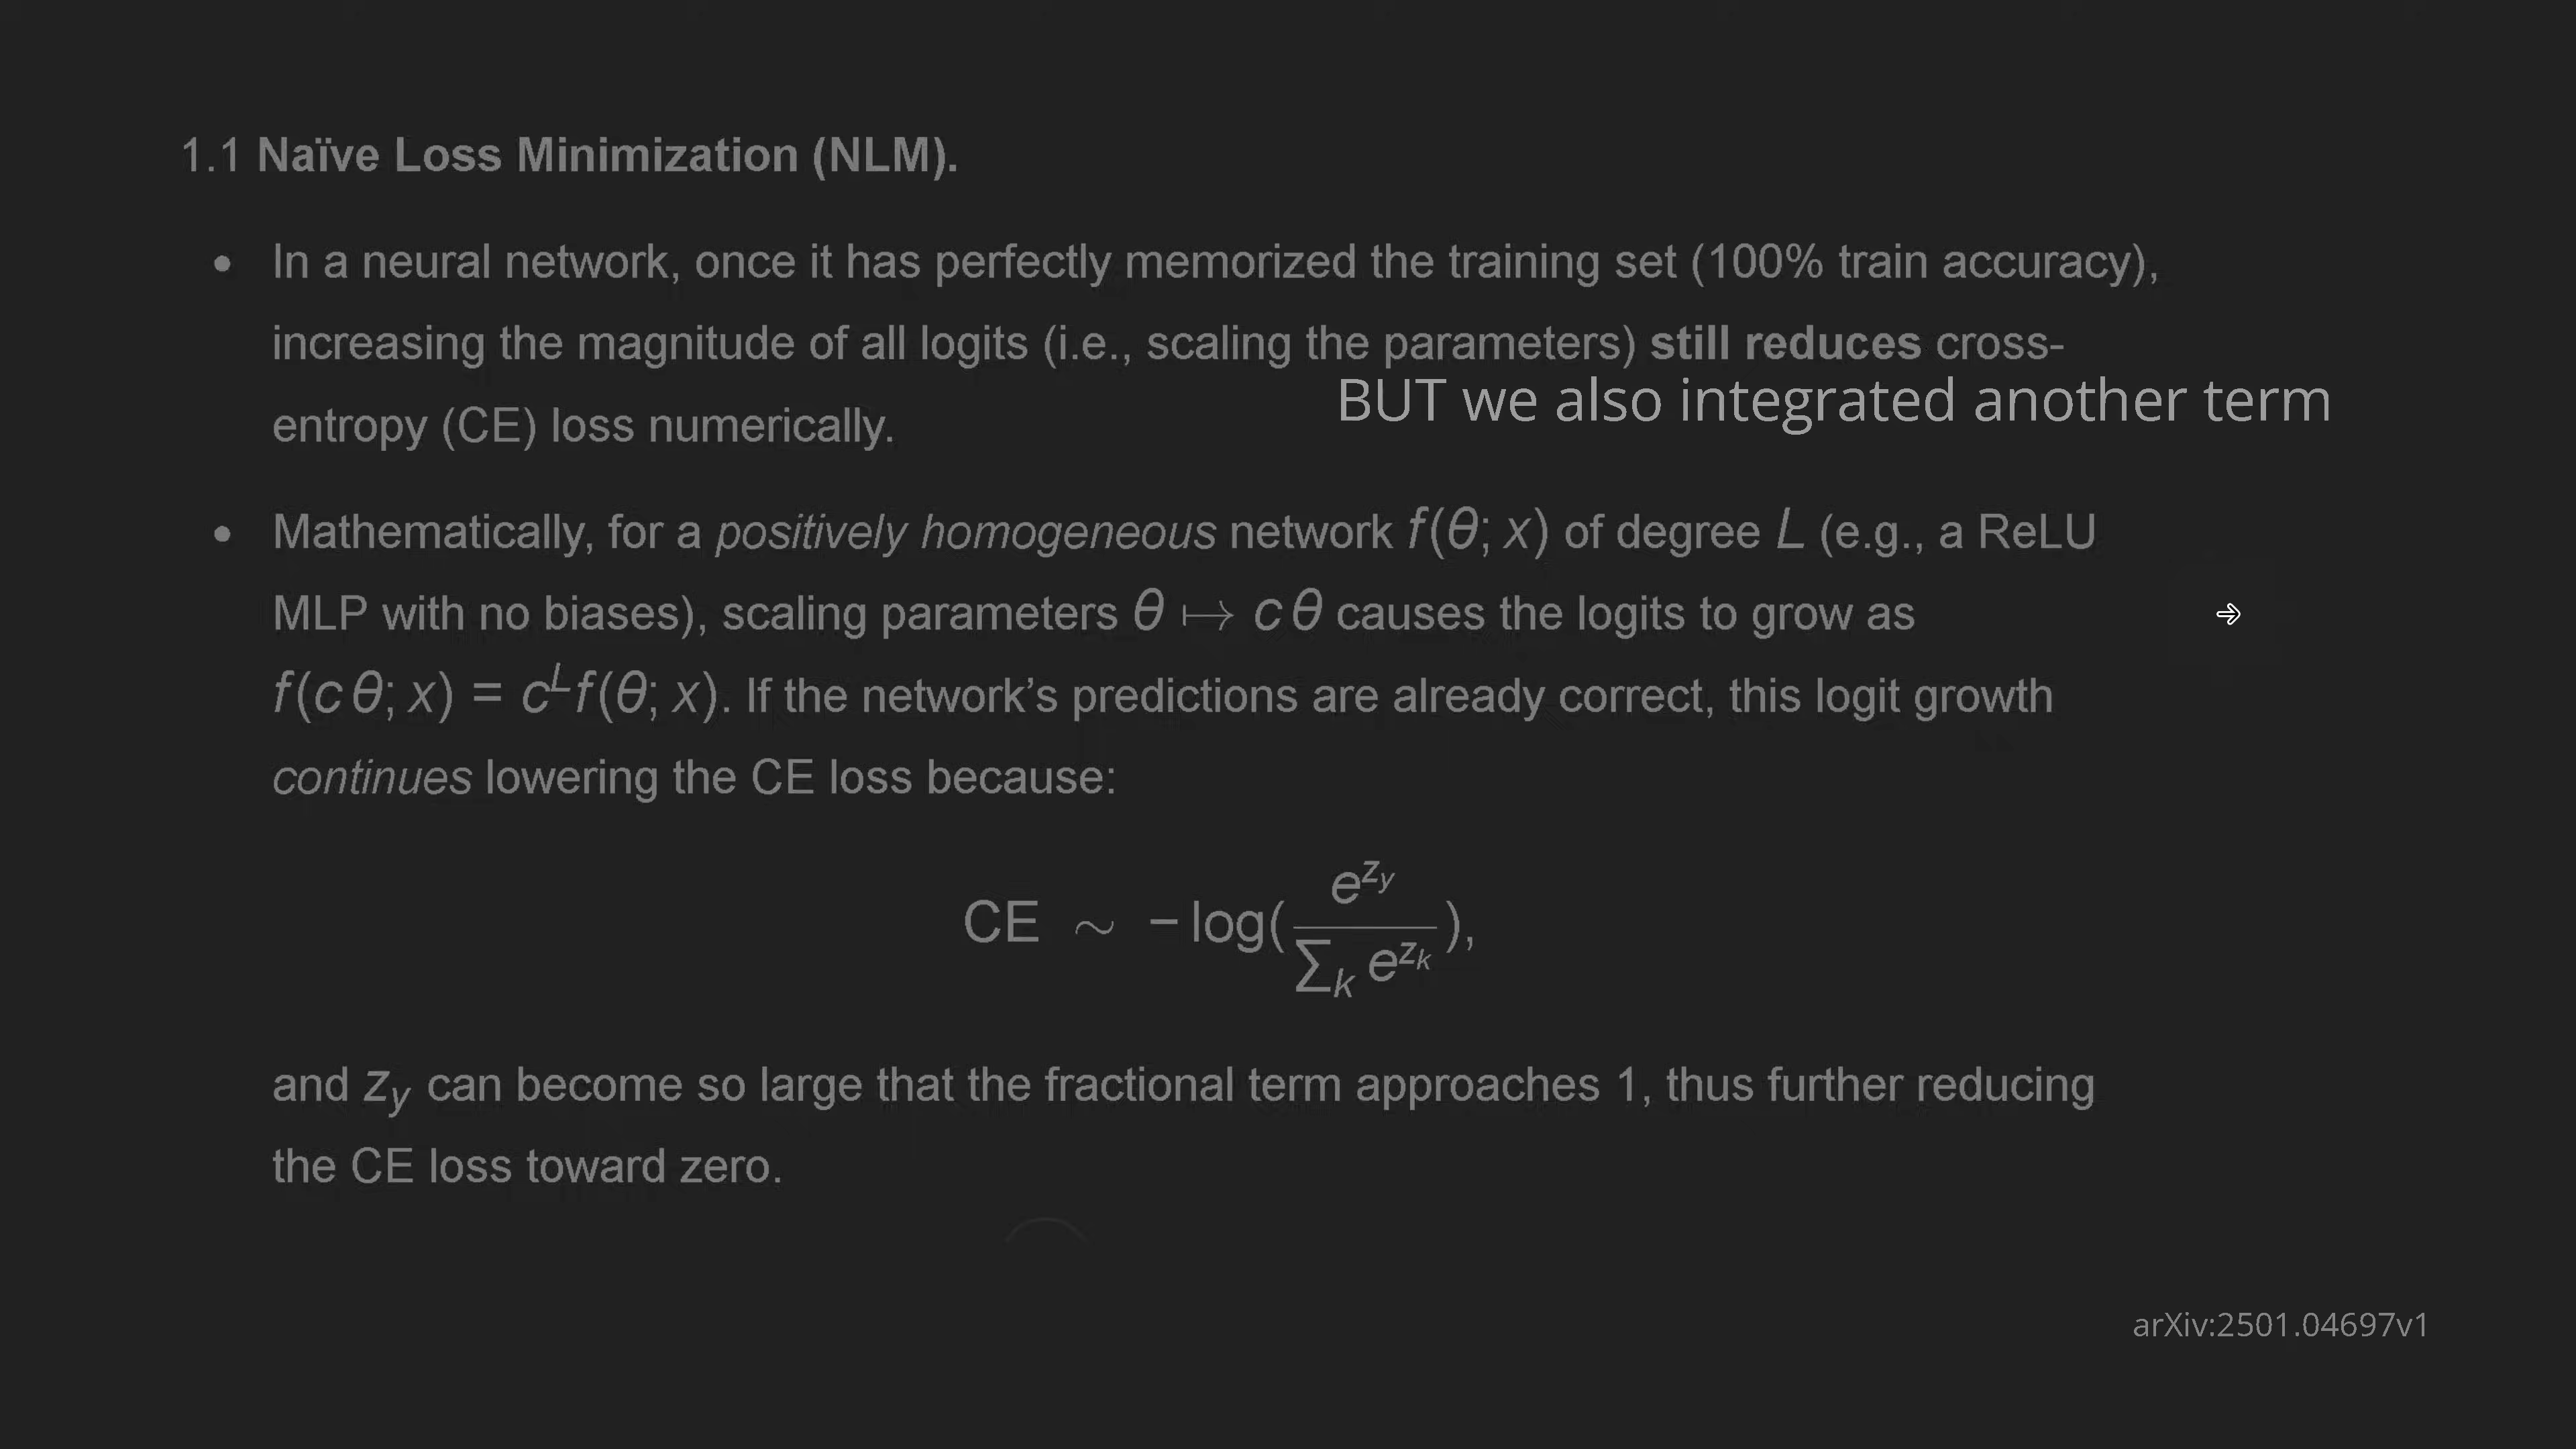 1.1 Naïve Loss Minimization (NLM).
• In a neural network, once it has perfectly memorized the training set (100% train accuracy),
increasing the magnitude of all logits (i.e., scaling the parameters) still reduces cross-
BUT we also integrated another term
entropy (CE) loss numerically.
• Mathematically, for a positively homogeneous network f(θ; x) of degree L (e.g., a ReLU
MLP with no biases), scaling parameters θ ↦ c θ causes the logits to grow as
f(c θ; x) = c^L f(θ; x). If the network’s predictions are already correct, this logit growth
continues lowering the CE loss because:
CE ∼ − log( e^{z_y} / ∑_k e^{z_k} ),
and z_y can become so large that the fractional term approaches 1, thus further reducing
the CE loss toward zero.
arXiv:2501.04697v1